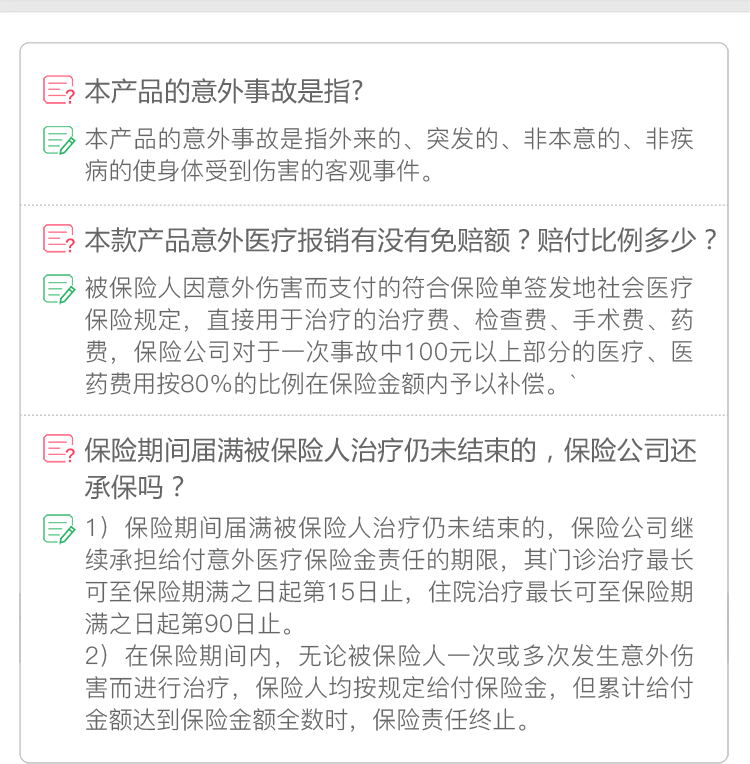 本产品的意外事故是指?
本产品的意外事故是指外来的、突发的、非本意的、非疾
病的使身体受到伤害的客观事件。
本款产品意外医疗报销有没有免赔额？赔付比例多少？
被保险人因意外伤害而支付的符合保险单签发地社会医疗
保险规定，直接用于治疗的治疗费、检查费、手术费、药
费，保险公司对于一次事故中100元以上部分的医疗、医
药费用按80%的比例在保险金额内予以补偿。`
保险期间届满被保险人治疗仍未结束的，保险公司还
承保吗？
1）保险期间届满被保险人治疗仍未结束的，保险公司继
续承担给付意外医疗保险金责任的期限，其门诊治疗最长
可至保险期满之日起第15日止，住院治疗最长可至保险期
满之日起第90日止。
2）在保险期间内，无论被保险人一次或多次发生意外伤
害而进行治疗，保险人均按规定给付保险金，但累计给付
金额达到保险金额全数时，保险责任终止。